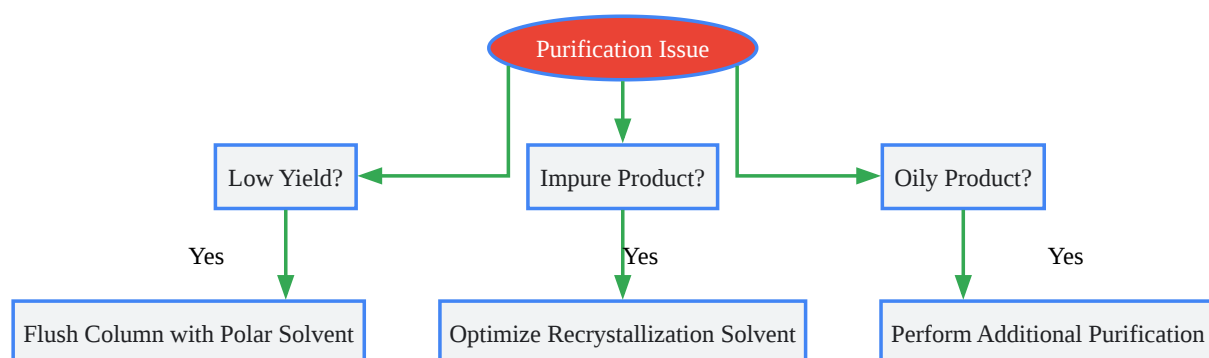 Purification Issue
Low Yield?
Impure Product?
Oily Product?
Yes
Yes
Yes
Flush Column with Polar Solvent
Optimize Recrystallization Solvent
Perform Additional Purification